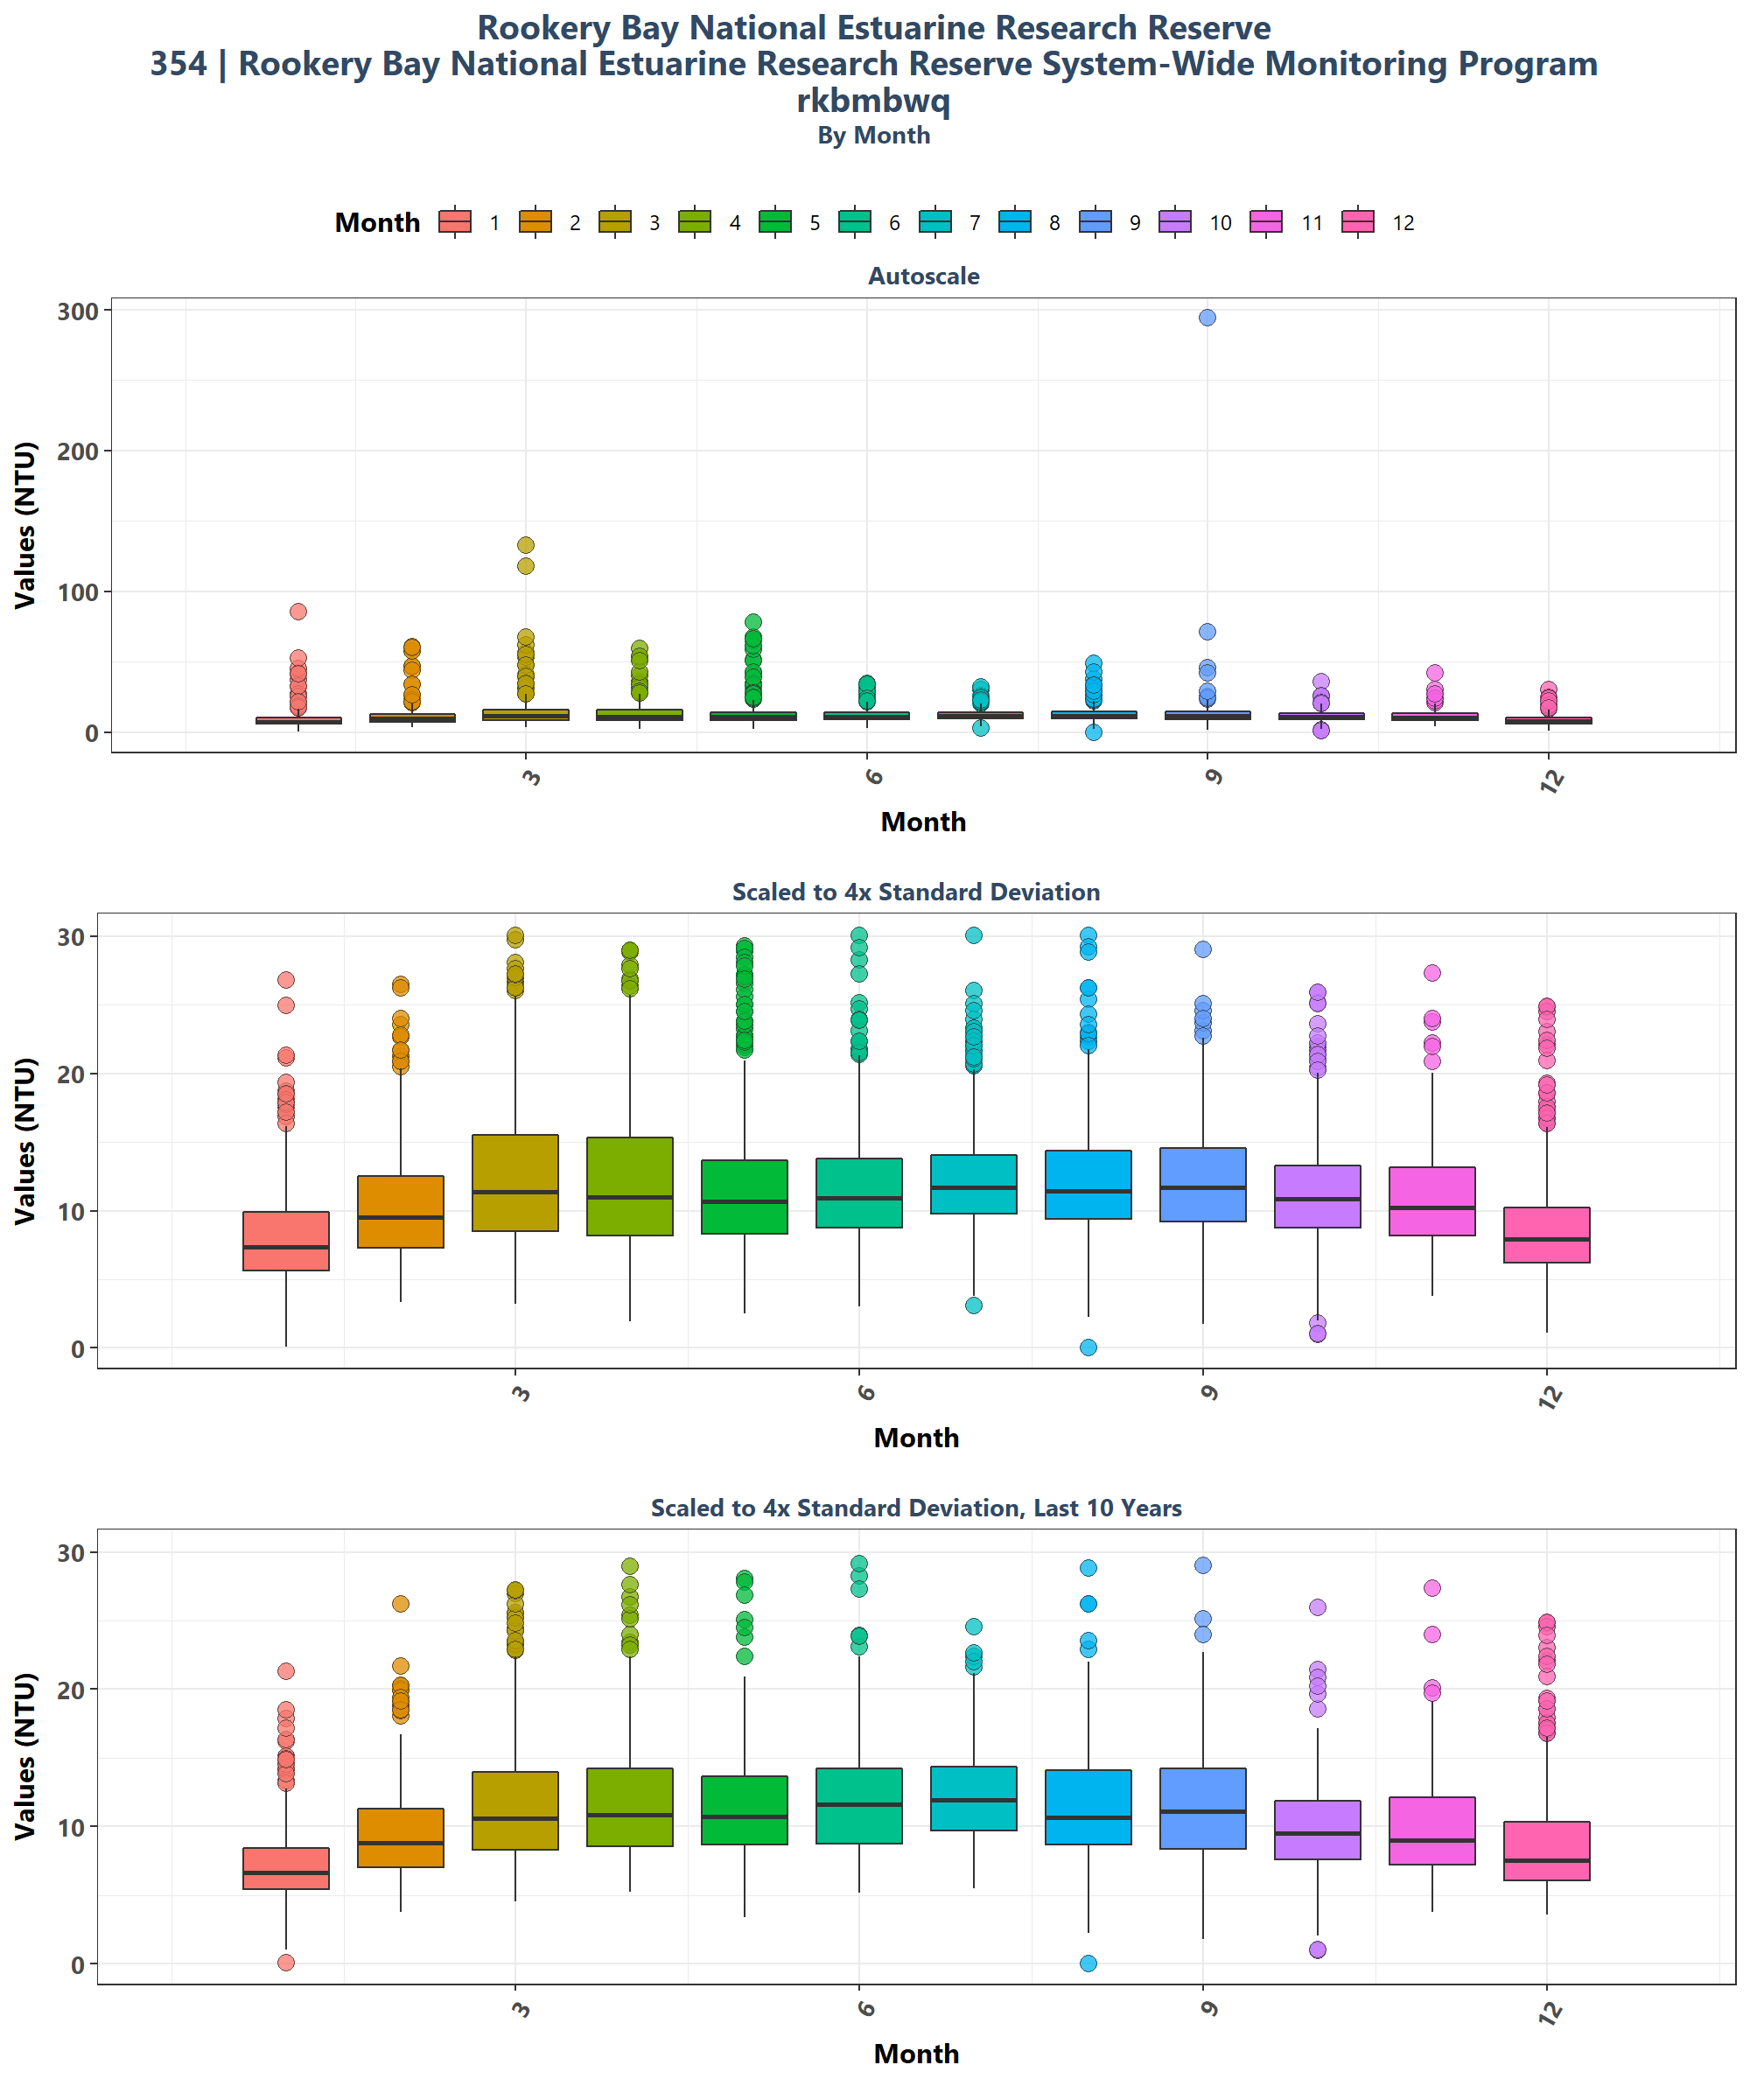 Rookery Bay National Estuarine Research Reserve
354 | Rookery Bay National Estuarine Research Reserve System-Wide Monitoring Program
rkbmbwq
By Month
Month 1 2 3 4 5 6 7 8 9 10 11 12
Autoscale
Values (NTU)
300
200
100
0
3 6 9 12
Month
Scaled to 4x Standard Deviation
Values (NTU)
30
20
10
0
3 6 9 12
Month
Scaled to 4x Standard Deviation, Last 10 Years
Values (NTU)
30
20
10
0
3 6 9 12
Month